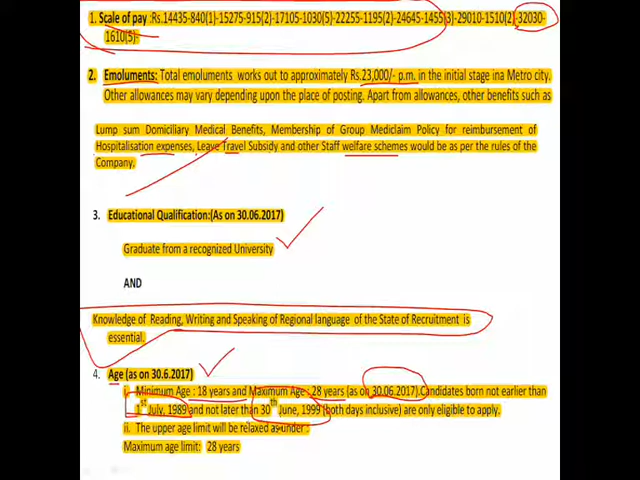 1. Scale of pay :Rs.14435-840(1)-15275-915(2)-17105-1030(5)-22255-1195(2)-24645-1455(3)-29010-1510(2)-32030-
1610(5)-
2. Emoluments: Total emoluments works out to approximately Rs.23,000/- p.m. in the initial stage ina Metro city.
Other allowances may vary depending upon the place of posting. Apart from allowances, other benefits such as
Lump sum Domiciliary Medical Benefits, Membership of Group Mediclaim Policy for reimbursement of
Hospitalisation expenses, Leave Travel Subsidy and other Staff welfare schemes would be as per the rules of the
Company.
3. Educational Qualification:(As on 30.06.2017)
Graduate from a recognized University
AND
Knowledge of Reading, Writing and Speaking of Regional language of the State of Recruitment is
essential.
4. Age (as on 30.6.2017)
i. Minimum Age : 18 years and Maximum Age : 28 years (as on 30.06.2017).Candidates born not earlier than
1st July, 1989 and not later than 30th June, 1999 (both days inclusive) are only eligible to apply.
ii. The upper age limit will be relaxed as under:
Maximum age limit: 28 years